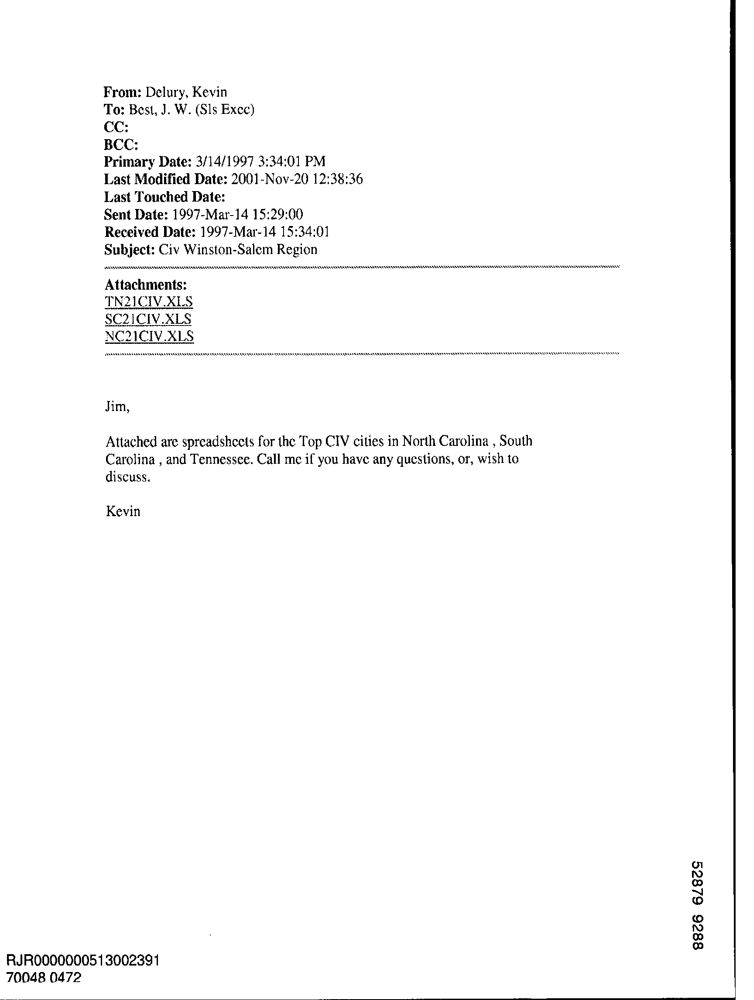 From: Delury, Kevin
To: Best, J. W. (Sls Exec)
CC:
BCC:
Primary Date: 3/14/1997 3:34:01 PM
Last Modified Date: 2001-Nov-20 12:38:36
Last Touched Date:
Sent Date: 1997-Mar-14 15:29:00
Received Date: 1997-Mar-14 15:34:01
Subject: Civ Winston-Salem Region
Attachments:
TN21CIV.XLS
SC21CIV.XLS
NC21CIV.XLS
Jim,
Attached are spreadsheets for the Top CIV cities in North Carolina , South
Carolina , and Tennessee. Call me if you have any questions, or, wish to
discuss.
Kevin
52879 9288
RJR0000000513002391
70048 0472